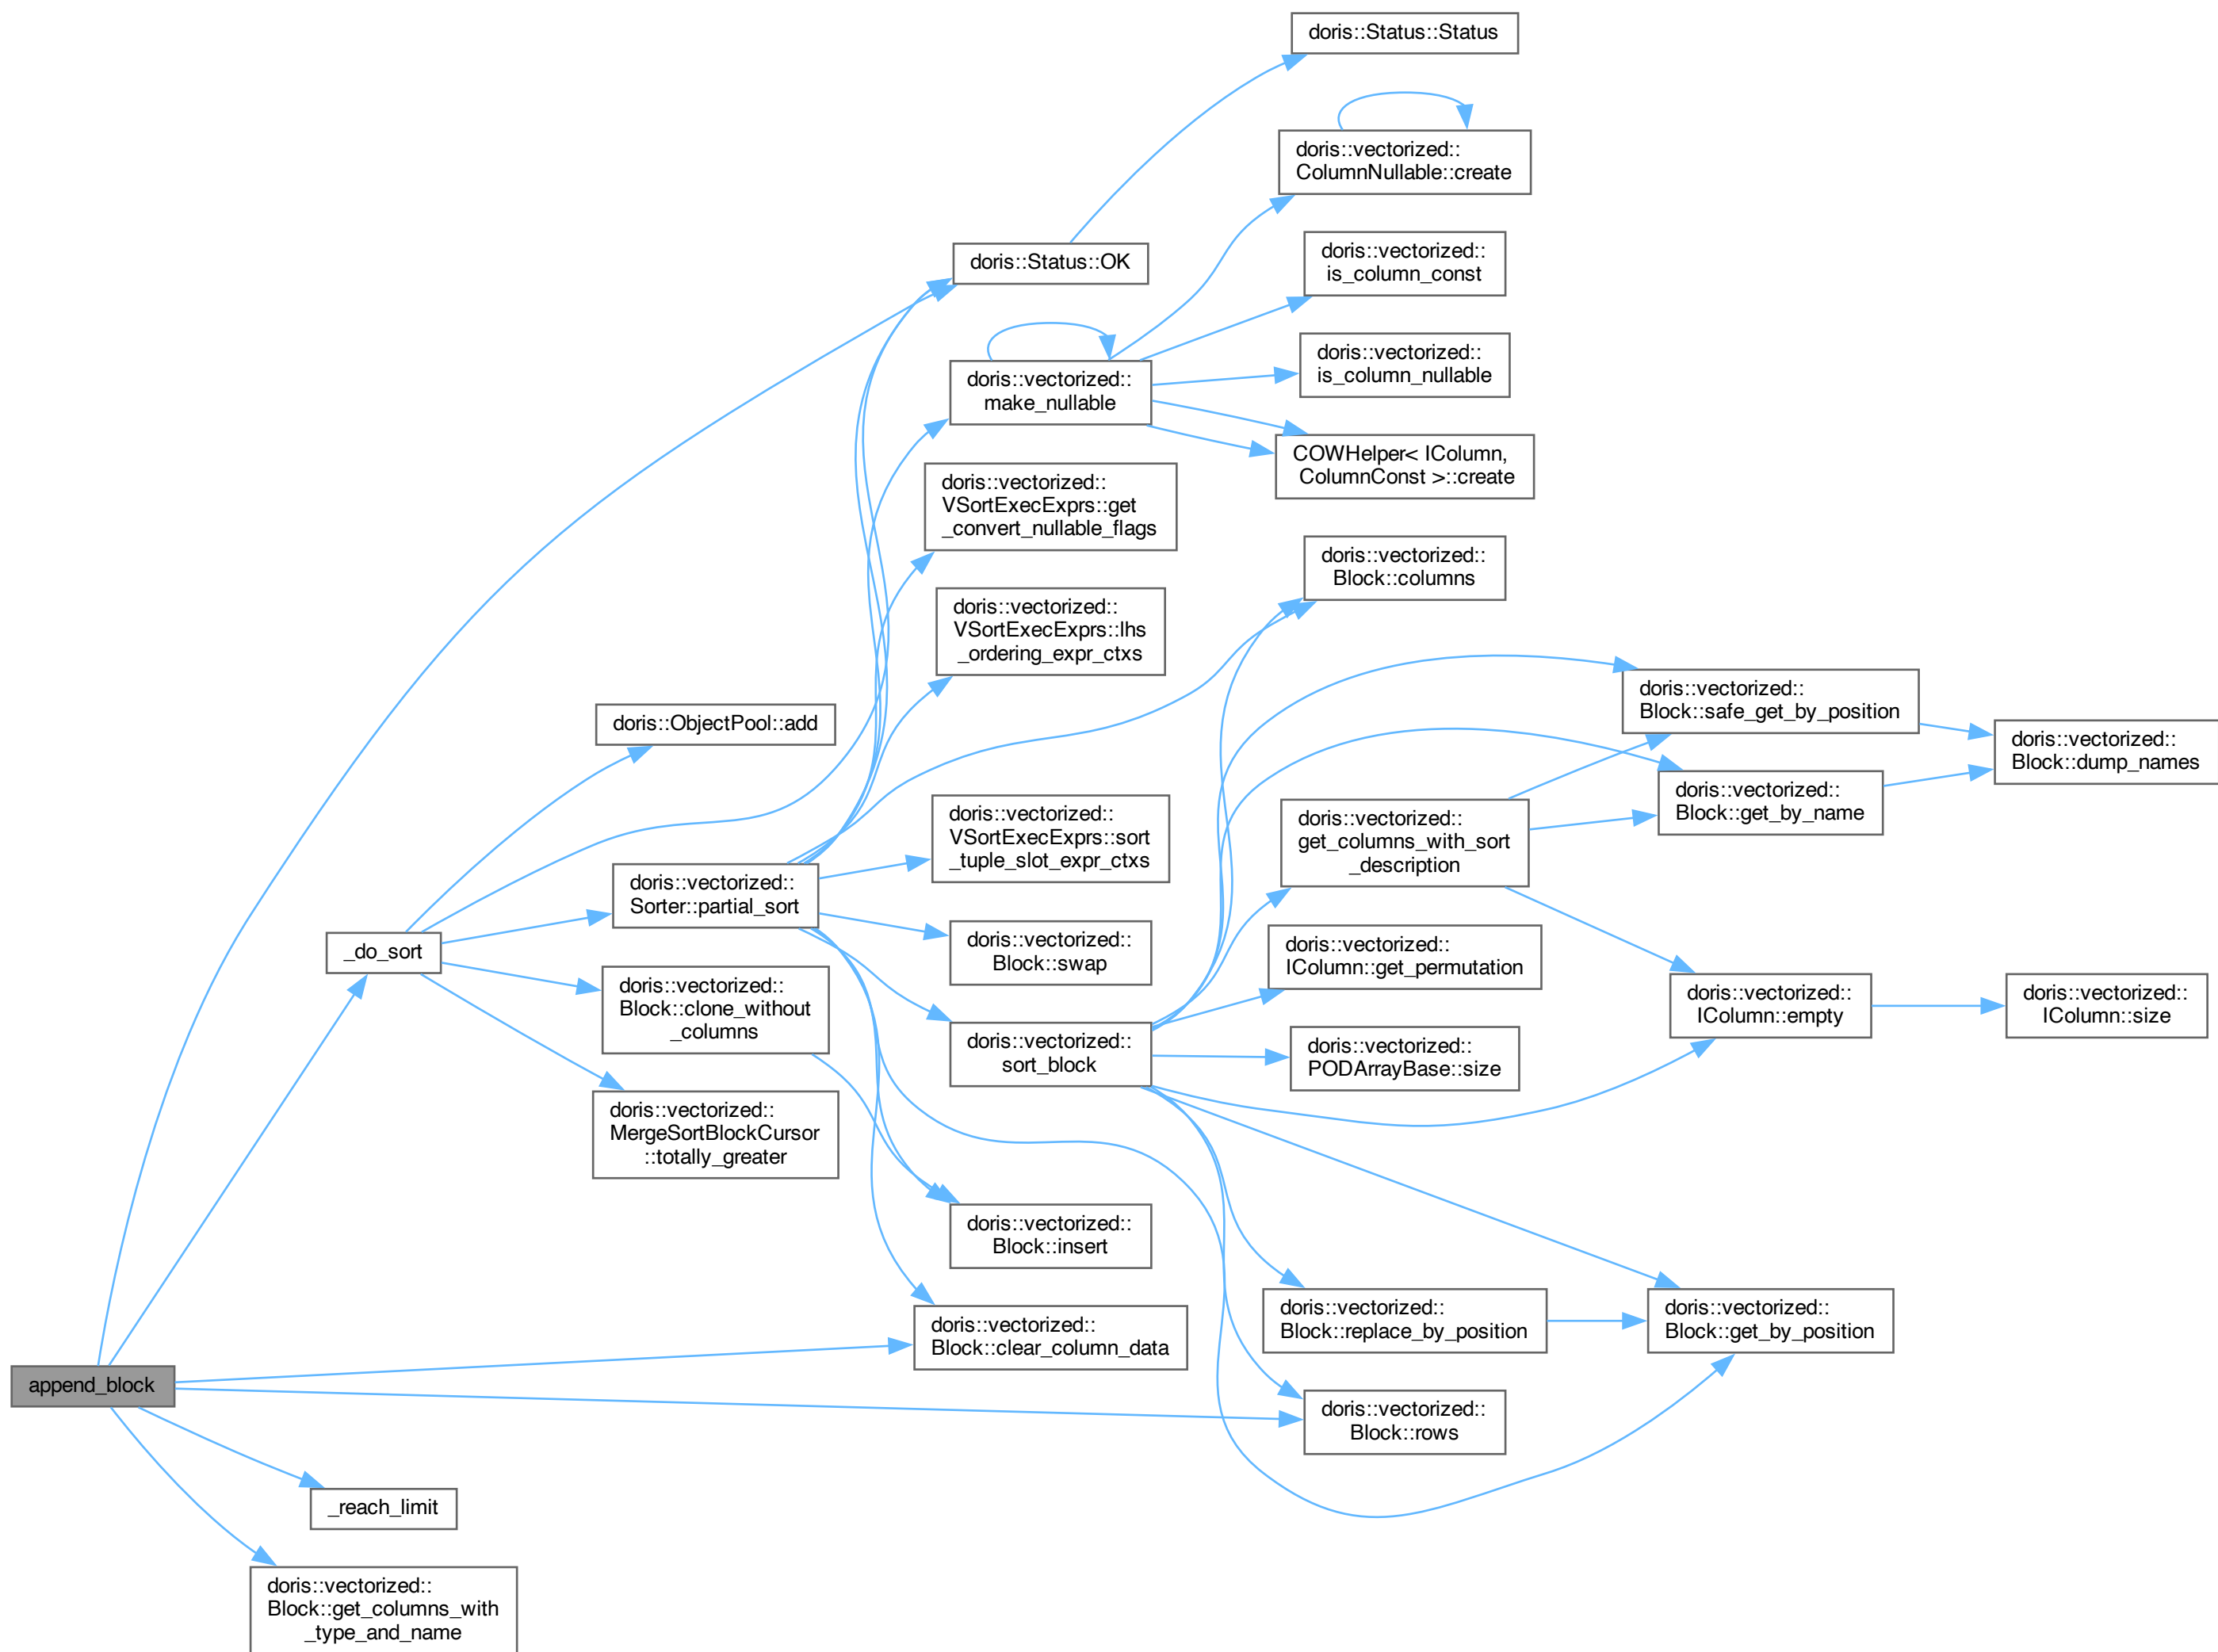 doris::Status::Status
doris::vectorized::
ColumnNullable::create
doris::vectorized::
is_column_const
doris::Status::OK
doris::vectorized::
is_column_nullable
doris::vectorized::
make_nullable
COWHelper< IColumn,
ColumnConst >::create
doris::vectorized::
VSortExecExprs::get
_convert_nullable_flags
doris::vectorized::
Block::columns
doris::vectorized::
VSortExecExprs::lhs
_ordering_expr_ctxs
doris::vectorized::
Block::safe_get_by_position
doris::ObjectPool::add
doris::vectorized::
Block::dump_names
doris::vectorized::
Block::get_by_name
doris::vectorized::
VSortExecExprs::sort
_tuple_slot_expr_ctxs
doris::vectorized::
get_columns_with_sort
_description
doris::vectorized::
Sorter::partial_sort
_do_sort
doris::vectorized::
Block::swap
doris::vectorized::
IColumn::get_permutation
doris::vectorized::
Block::clone_without
_columns
doris::vectorized::
IColumn::empty
doris::vectorized::
IColumn::size
doris::vectorized::
sort_block
doris::vectorized::
PODArrayBase::size
doris::vectorized::
MergeSortBlockCursor
::totally_greater
doris::vectorized::
Block::insert
doris::vectorized::
Block::replace_by_position
doris::vectorized::
Block::get_by_position
doris::vectorized::
Block::clear_column_data
append_block
doris::vectorized::
Block::rows
_reach_limit
doris::vectorized::
Block::get_columns_with
_type_and_name